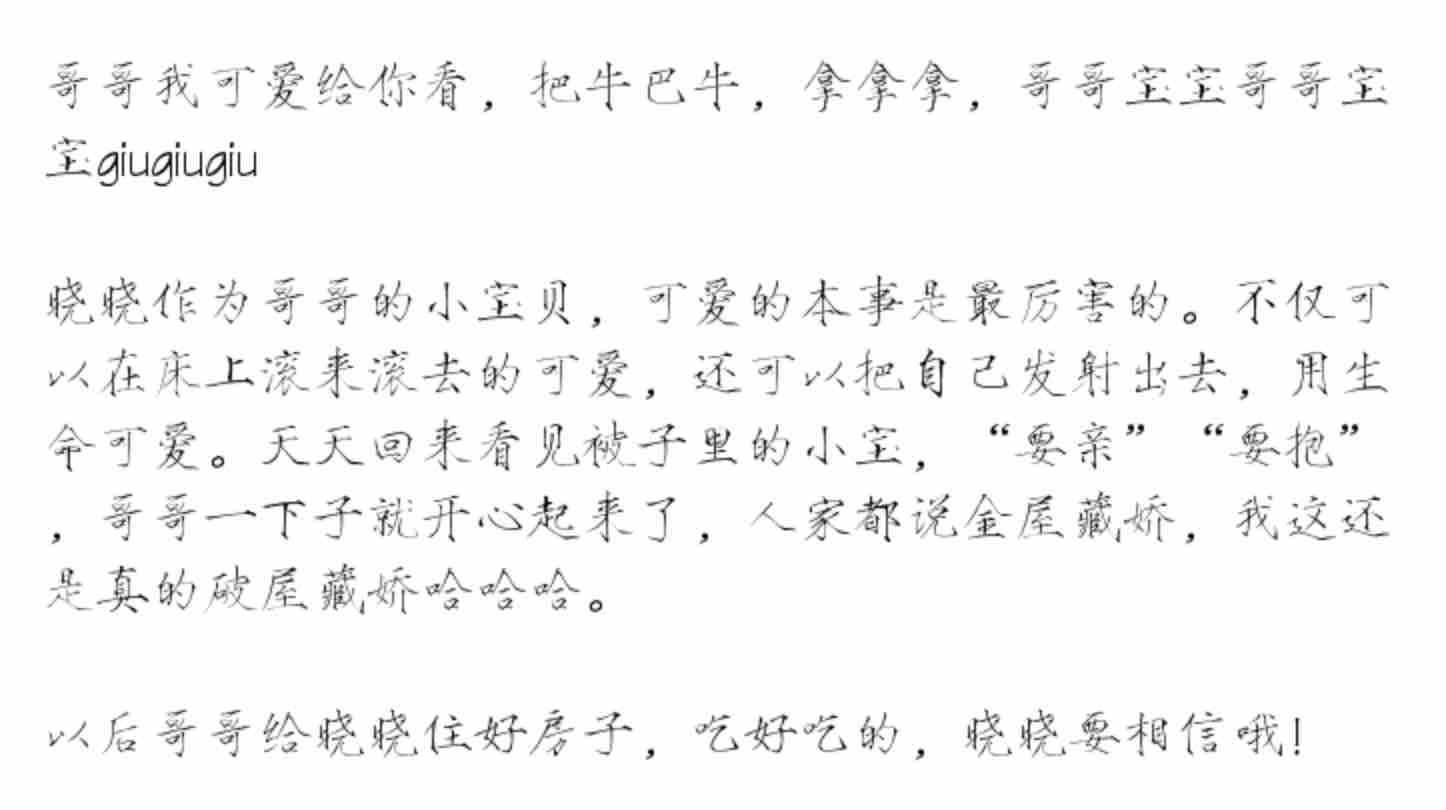 哥哥我可爱给你看，把牛巴牛，拿拿拿，哥哥宝宝哥哥宝
宝giugiugiu
晓晓作为哥哥的小宝贝，可爱的本事是最厉害的。不仅可
以在床上滚来滚去的可爱，还可以把自己发射出去，用生
命可爱。天天回来看见被子里的小宝，“要亲”“要抱”
，哥哥一下子就开心起来了，人家都说金屋藏娇，我这还
是真的破屋藏娇哈哈哈。
以后哥哥给晓晓住好房子，吃好吃的，晓晓要相信哦！